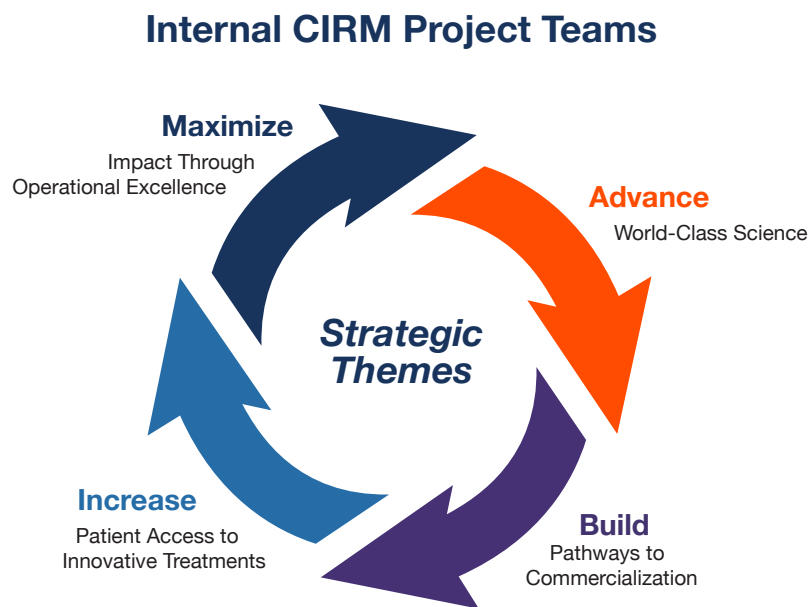 Internal CIRM Project Teams
Maximize
Impact Through
Operational Excellence
Advance
World-Class Science
Strategic
Themes
Increase
Patient Access to
Innovative Treatments
Build
Pathways to
Commercialization